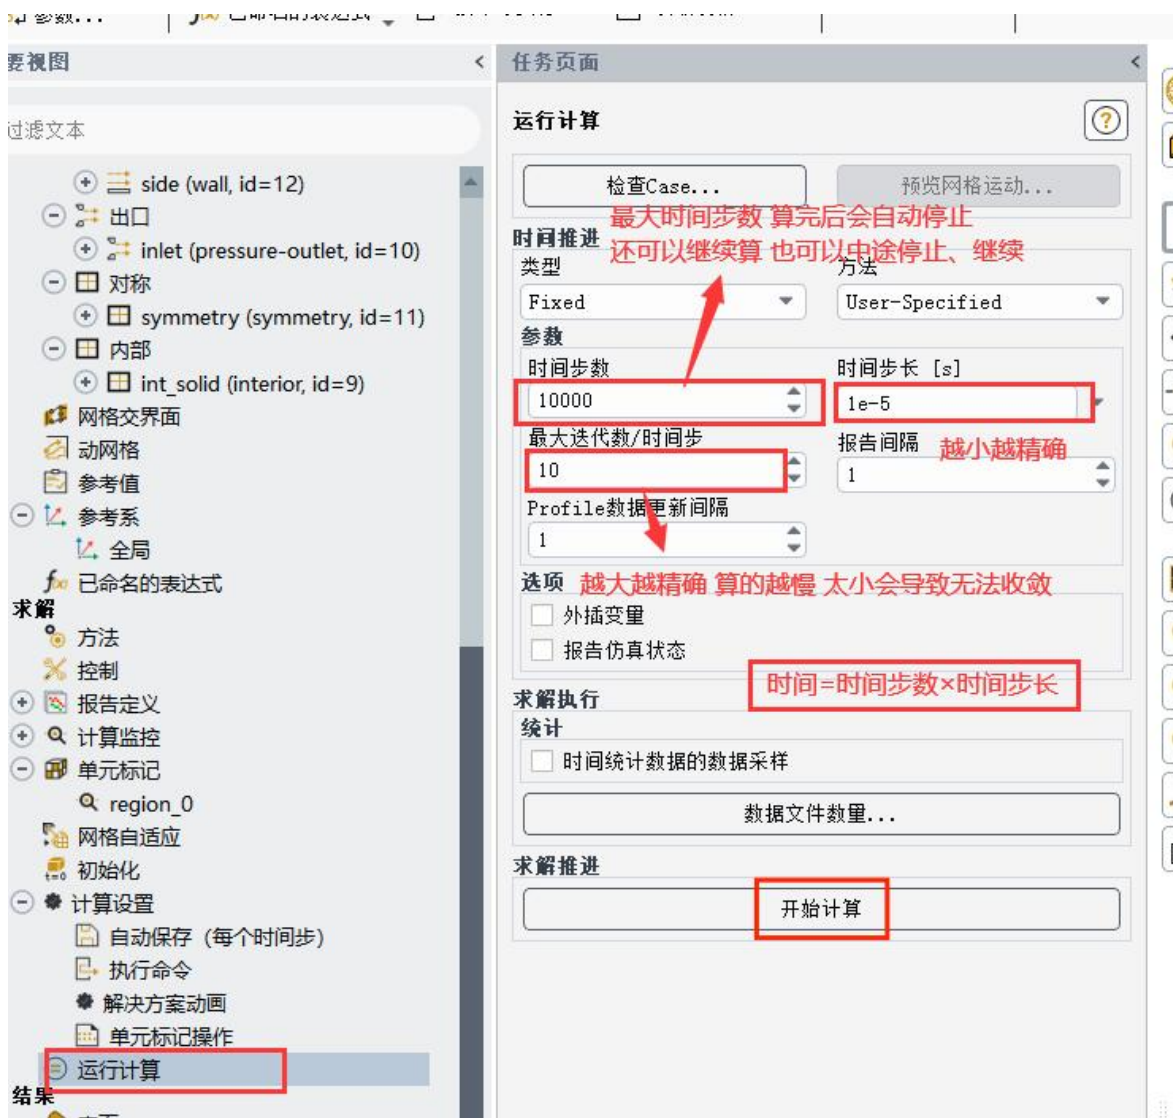 参数...
已命名的表达式
要视图
过滤文本
side (wall, id=12)
出口
inlet (pressure-outlet, id=10)
对称
symmetry (symmetry, id=11)
内部
int_solid (interior, id=9)
网格交界面
动网格
参考值
参考系
全局
已命名的表达式
求解
方法
控制
报告定义
计算监控
单元标记
region_0
网格自适应
初始化
计算设置
自动保存（每个时间步）
执行命令
解决方案动画
单元标记操作
运行计算
结果
任务页面
运行计算
检查Case...
预览网格运动...
最大时间步数 算完后会自动停止
还可以继续算 也可以中途停止、继续
时间推进
类型
方法
Fixed
User-Specified
参数
时间步数
时间步长 [s]
10000
1e-5
最大迭代数/时间步
报告间隔
越小越精确
10
1
Profile数据更新间隔
1
选项
越大越精确 算的越慢 太小会导致无法收敛
外插变量
报告仿真状态
时间=时间步数×时间步长
求解执行
统计
时间统计数据的数据采样
数据文件数量...
求解推进
开始计算